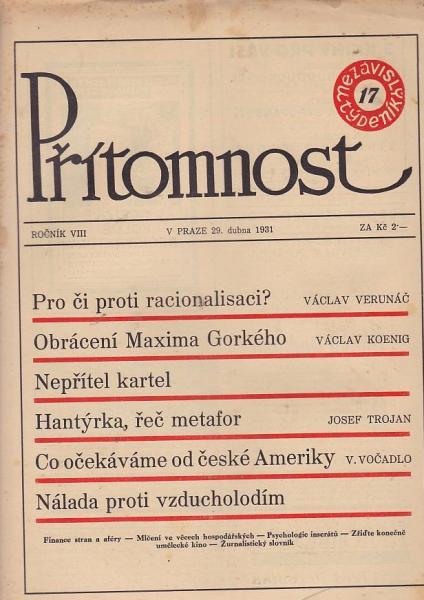 Přítomnost
nezávislý týdeník
17
ROČNÍK VIII V PRAZE 29. dubna 1931 ZA Kč 2·—
Pro či proti racionalisaci? VÁCLAV VERUNÁČ
Obrácení Maxima Gorkého VÁCLAV KOENIG
Nepřítel kartel
Hantýrka, řeč metafor JOSEF TROJAN
Co očekáváme od české Ameriky V. VOČADLO
Nálada proti vzducholodím
Finance stran a aféry — Mlčení ve věcech hospodářských — Psychologie inserátů — Zřiďte konečně
umělecké kino — Žurnalistický slovník